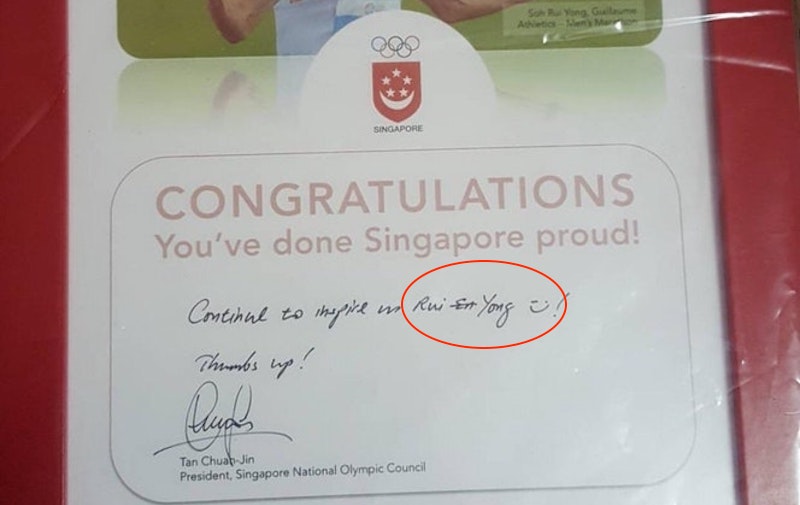 Soh Rui Yong, Guillaume
Athletics – Men's Marathon
SINGAPORE
CONGRATULATIONS
You've done Singapore proud!
Continue to inspire us Rui En Yong !
Thumbs up!
Tan Chuan-Jin
President, Singapore National Olympic Council